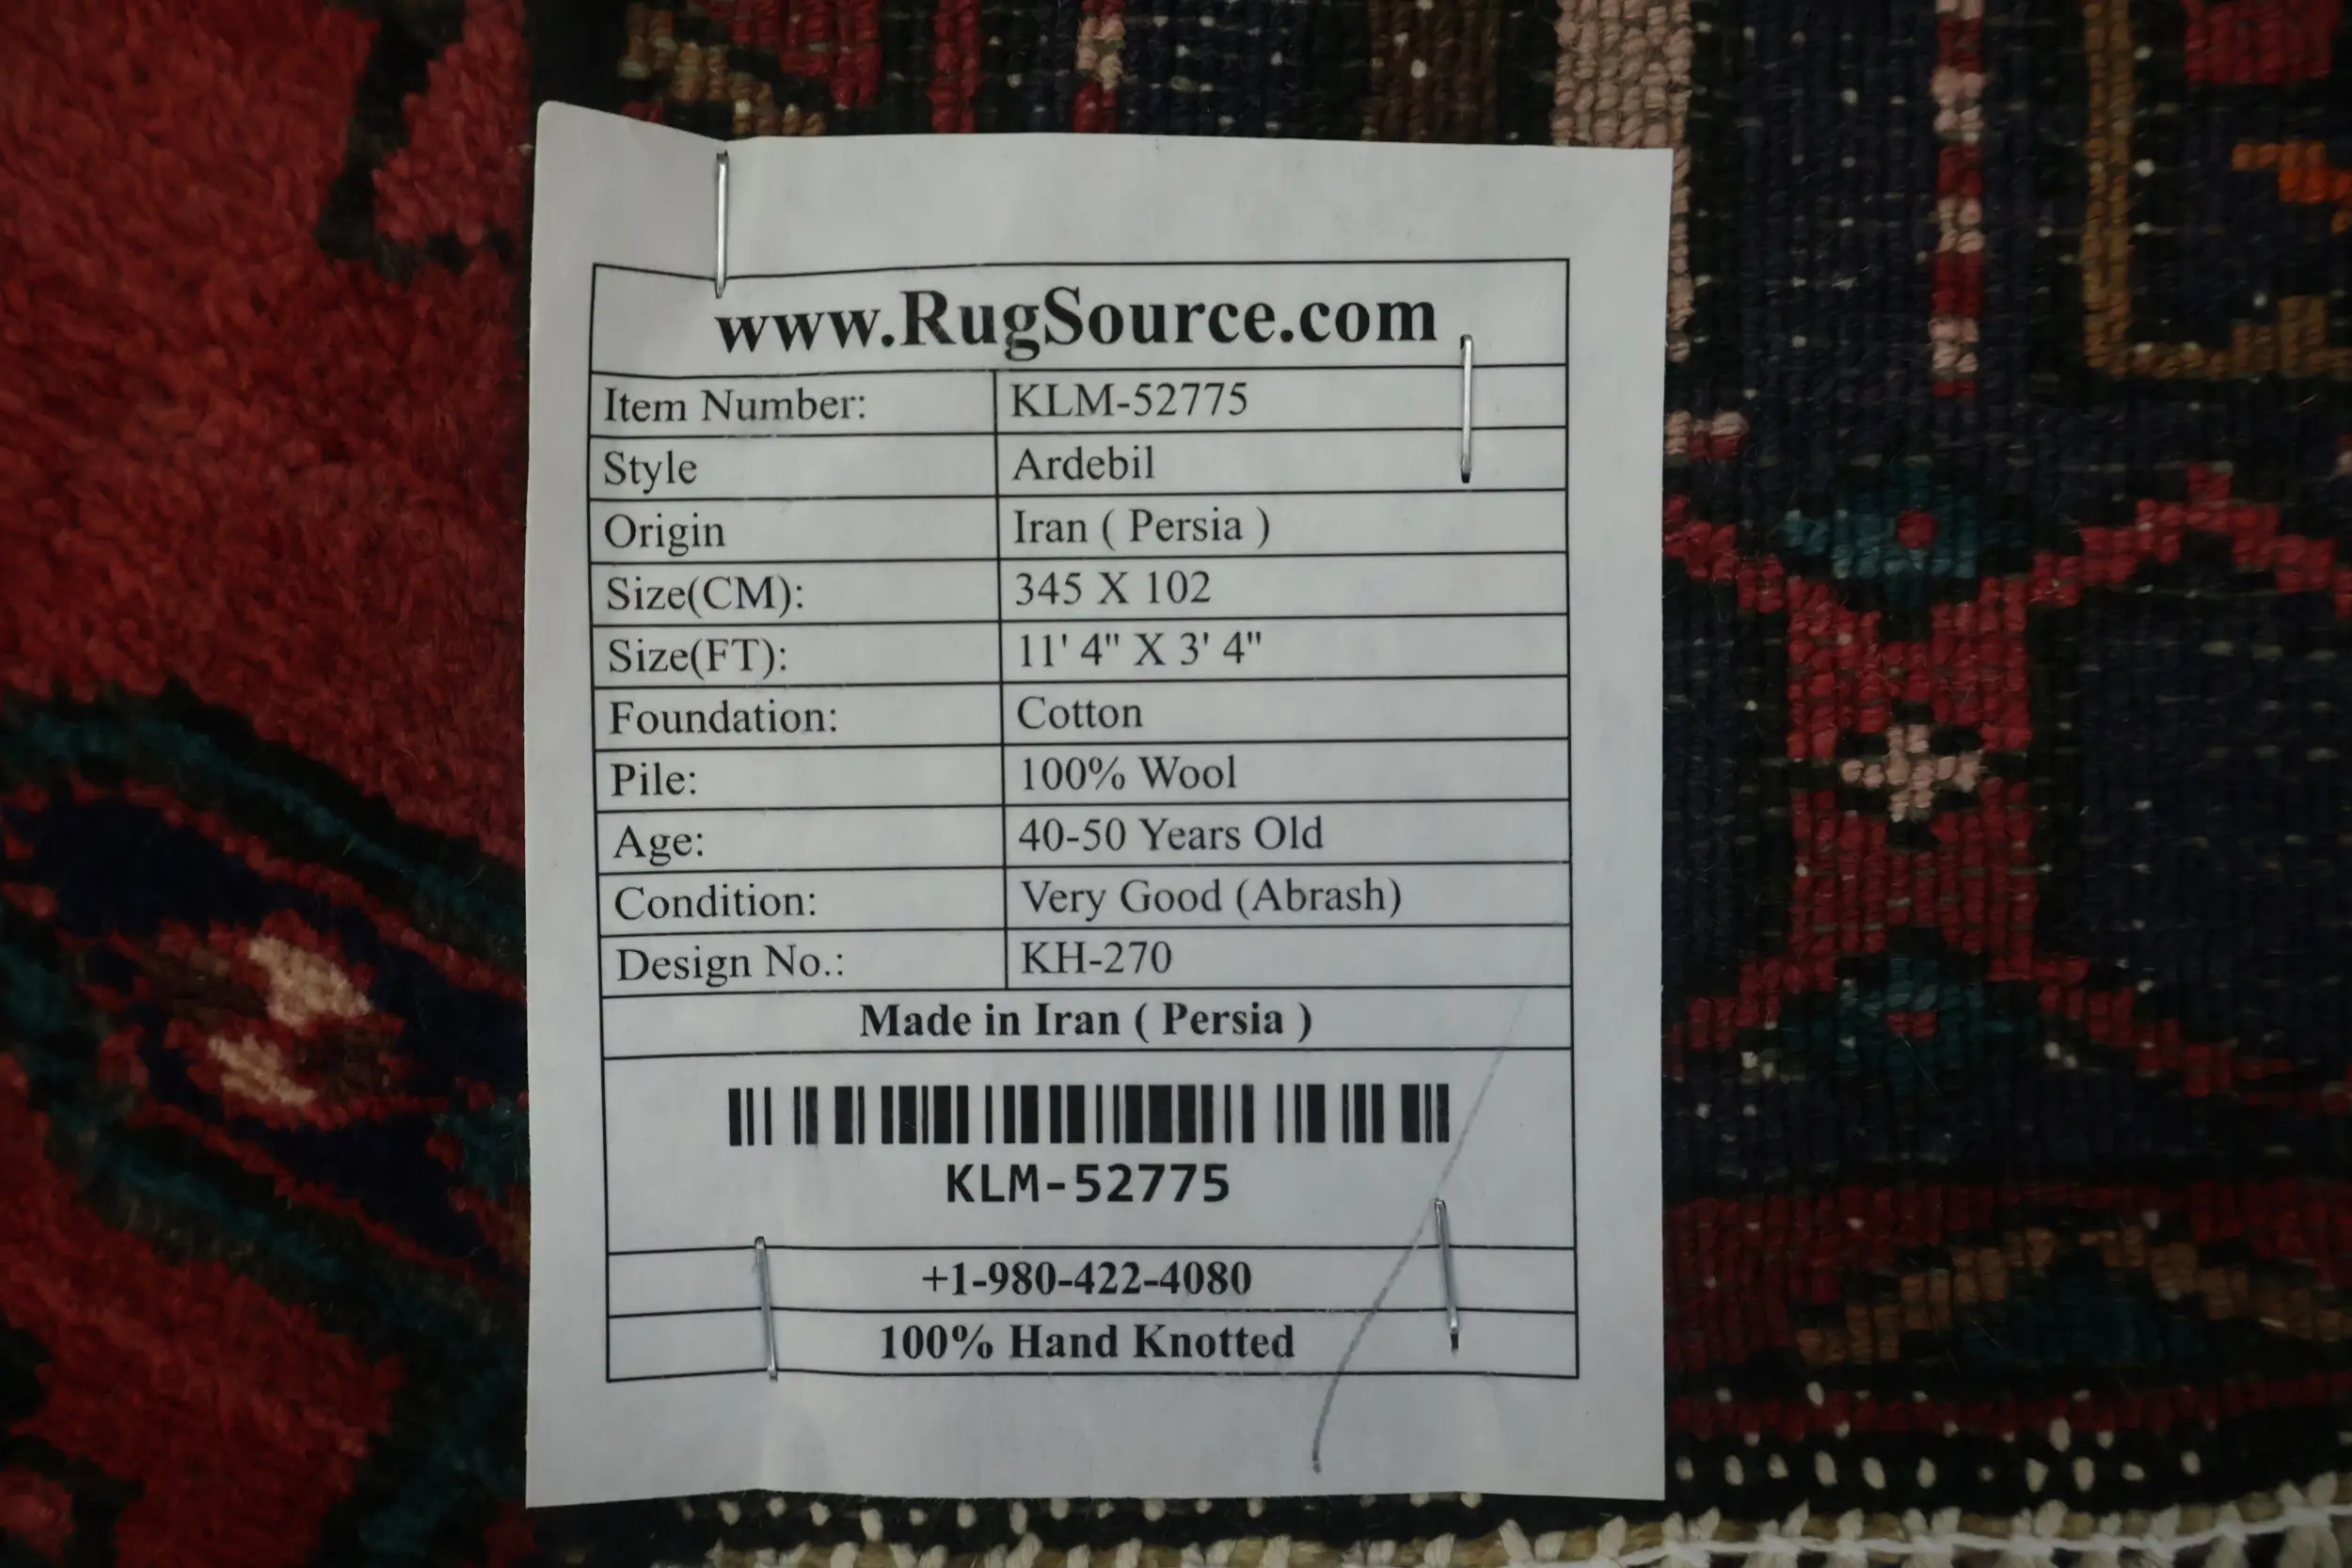 www.RugSource.com
Item Number: KLM-52775
Style Ardebil
Origin Iran ( Persia )
Size(CM): 345 X 102
Size(FT): 11' 4" X 3' 4"
Foundation: Cotton
Pile: 100% Wool
Age: 40-50 Years Old
Condition: Very Good (Abrash)
Design No.: KH-270
Made in Iran ( Persia )
KLM-52775
+1-980-422-4080
100% Hand Knotted